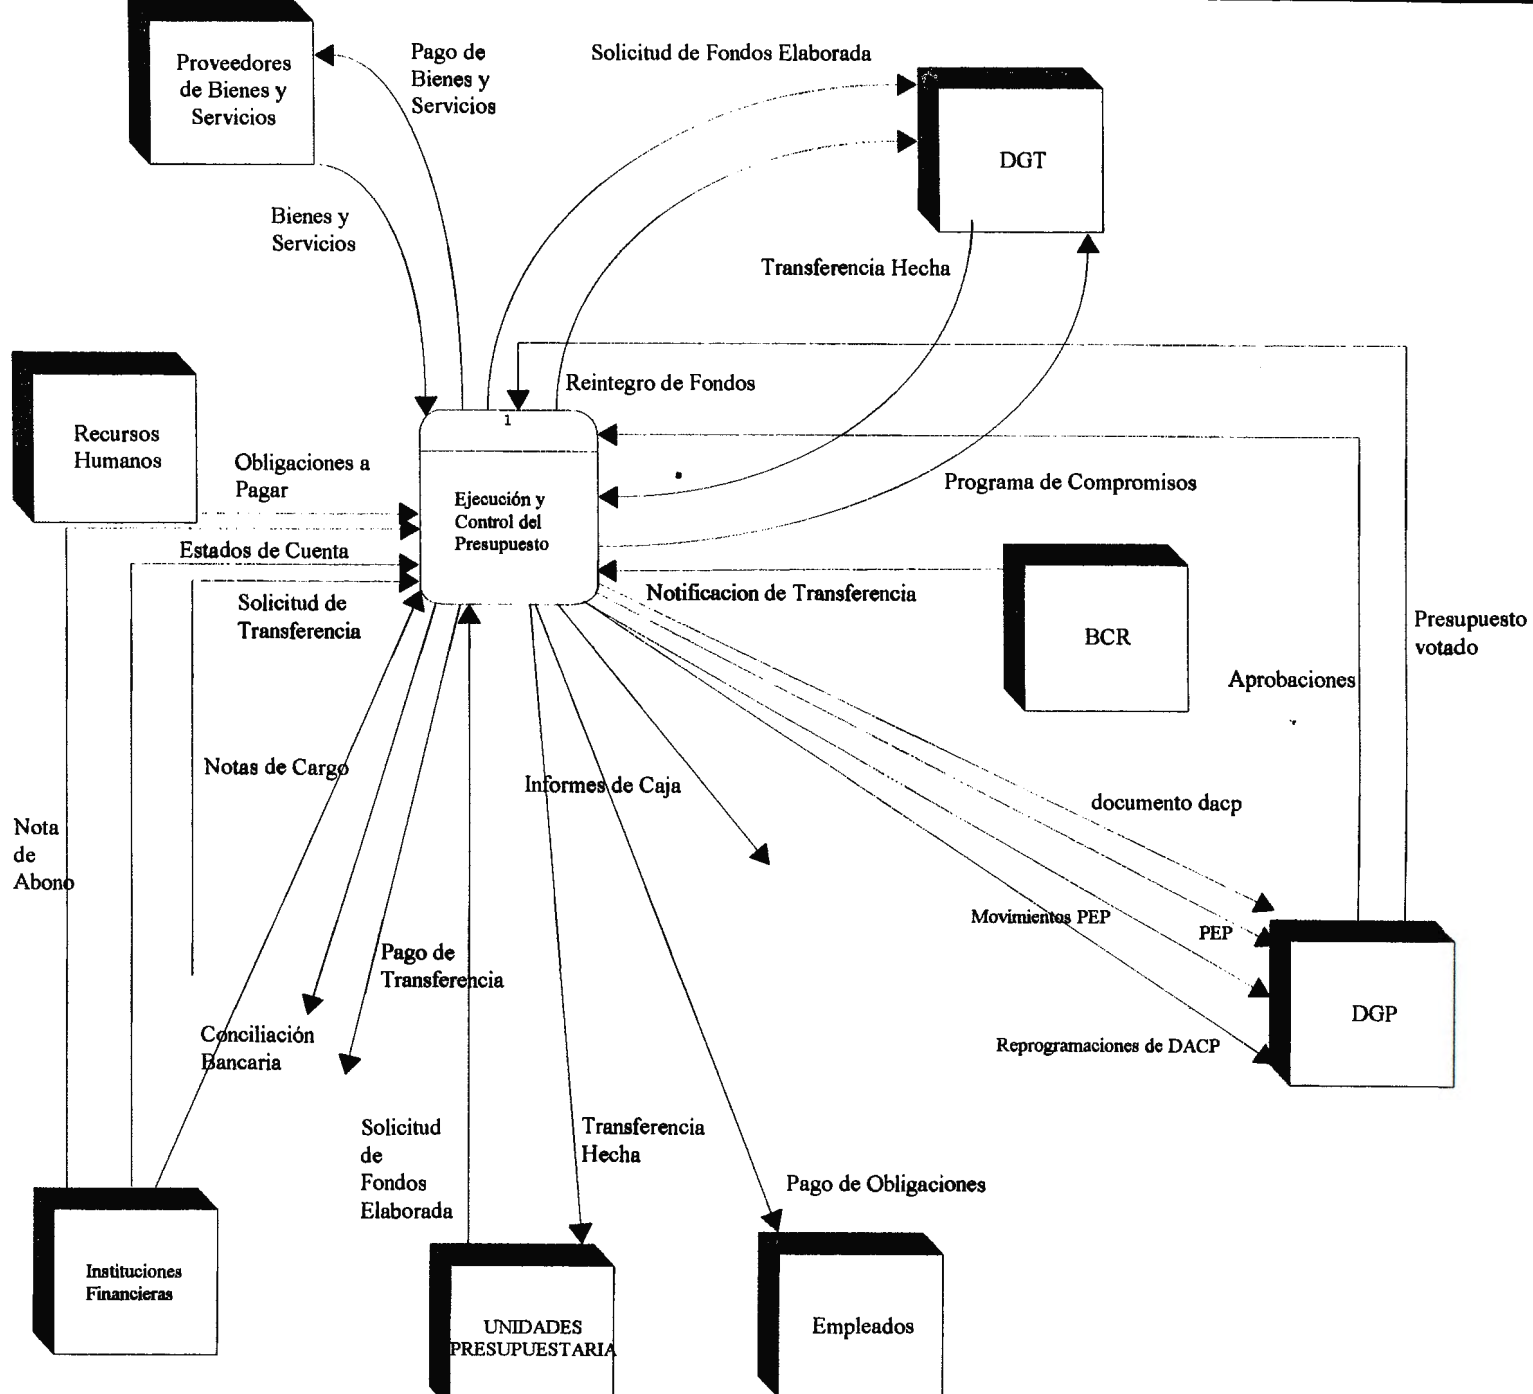 Proveedores
de Bienes y
Servicios
Pago de
Bienes y
Servicios
Solicitud de Fondos Elaborada
DGT
Bienes y
Servicios
Transferencia Hecha
Reintegro de Fondos
1
Recursos
Humanos
Obligaciones a
Pagar
Ejecución y
Control del
Presupuesto
Programa de Compromisos
Estados de Cuenta
Solicitud de
Transferencia
Notificacion de Transferencia
BCR
Presupuesto
votado
Aprobaciones
Notas de Cargo
Informes de Caja
documento dacp
Nota
de
Abono
Movimientos PEP
PEP
Pago de
Transferencia
DGP
Conciliación
Bancaria
Reprogramaciones de DACP
Solicitud
de
Fondos
Elaborada
Transferencia
Hecha
Pago de Obligaciones
Instituciones
Financieras
UNIDADES
PRESUPUESTARIA
Empleados